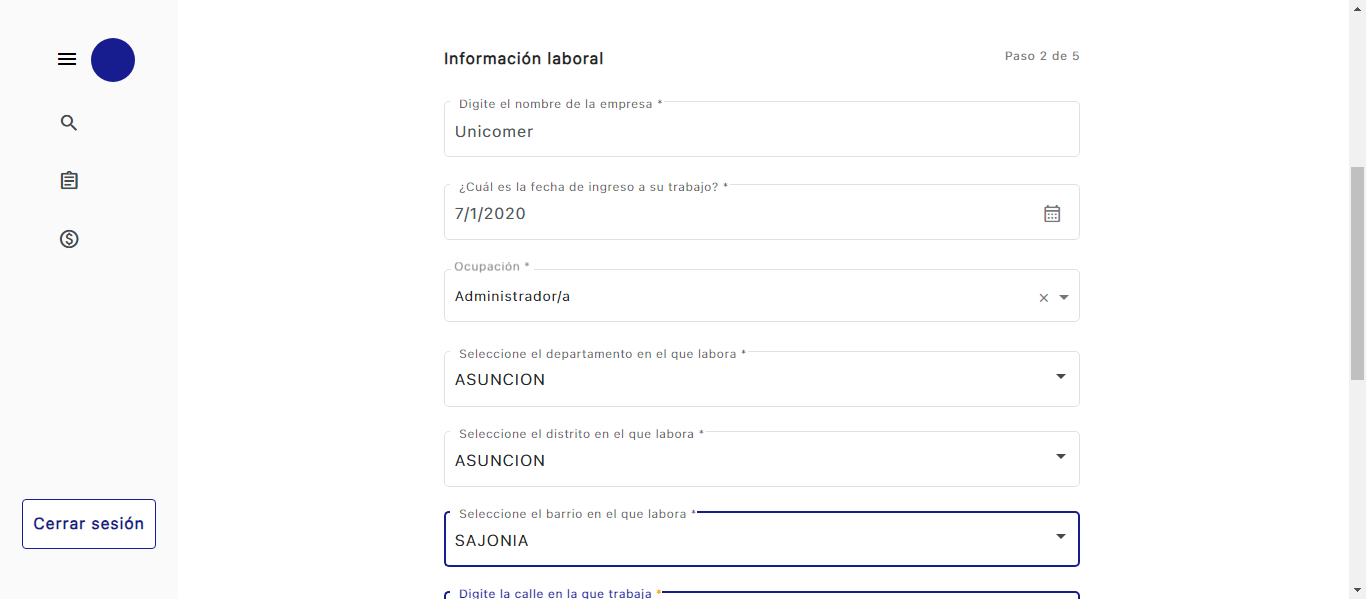 Información laboral
Paso 2 de 5
Digite el nombre de la empresa *
Unicomer
¿Cuál es la fecha de ingreso a su trabajo? *
7/1/2020
Ocupación *
Administrador/a
Seleccione el departamento en el que labora *
ASUNCION
Seleccione el distrito en el que labora *
ASUNCION
Seleccione el barrio en el que labora *
SAJONIA
Digite la calle en la que trabaja *
Cerrar sesión